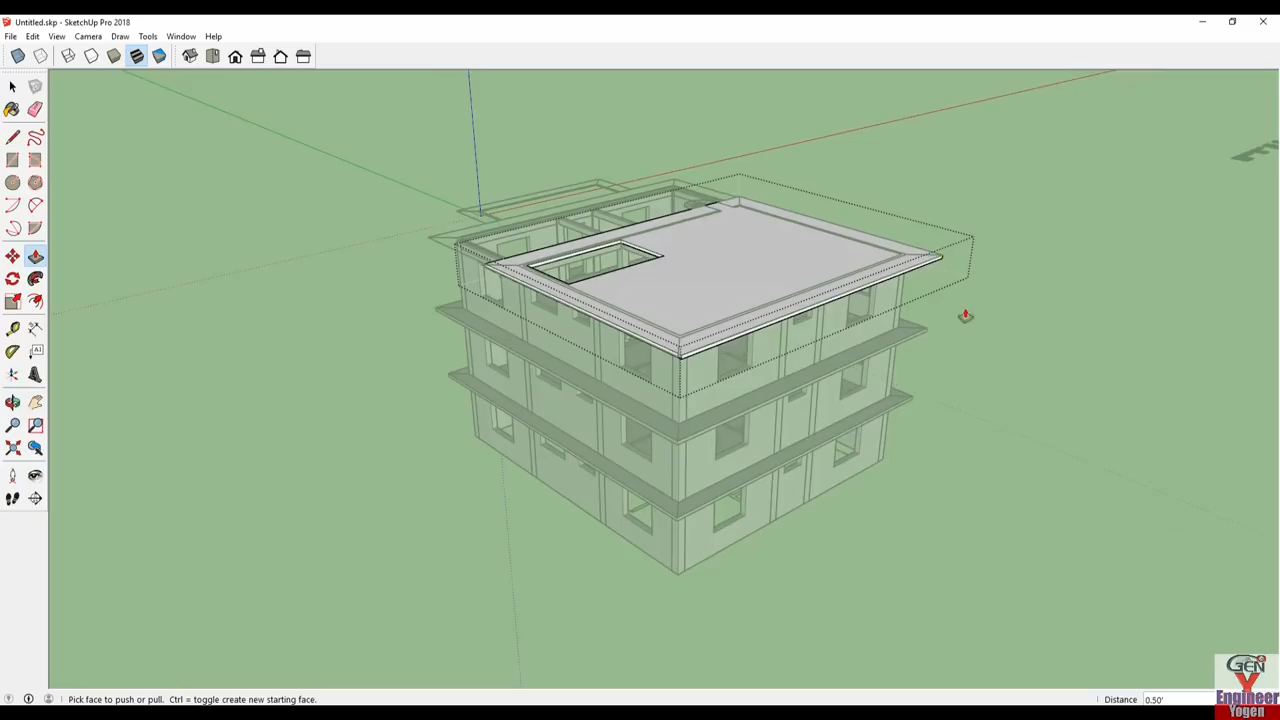 Untitled.skp - SketchUp Pro 2018
File Edit View Camera Draw Tools Window Help
Pick face to push or pull. Ctrl = toggle create new starting face.
Distance 0.50'
GEN
Y
Engineer
Yogen